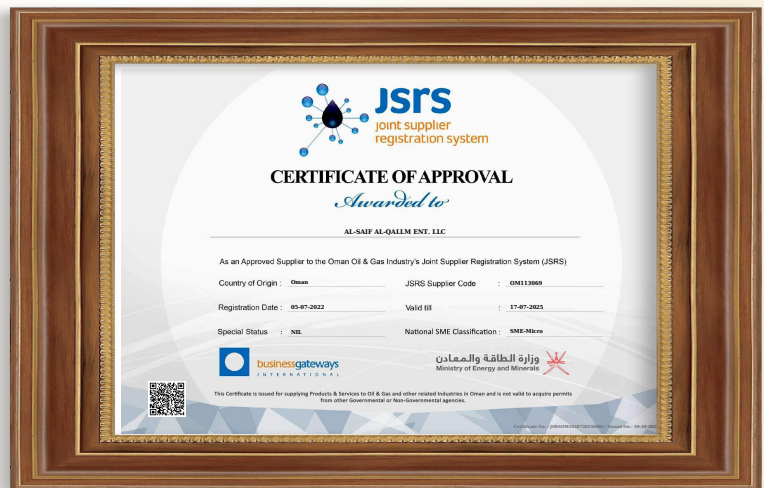 JSrs
joint supplier
registration system
CERTIFICATE OF APPROVAL
Awarded to
AL-SAIF AL-QALLM ENT. LLC
As an Approved Supplier to the Oman Oil & Gas Industry's Joint Supplier Registration System (JSRS)
Country of Origin : Oman JSRS Supplier Code : OM113069
Registration Date : 05-07-2022 Valid till : 17-07-2025
Special Status : NIL National SME Classification : SME-Micro
businessgateways
INTERNATIONAL
وزارة الطاقة والمعادن
Ministry of Energy and Minerals
This Certificate is issued for supplying Products & Services to Oil & Gas and other related Industries in Oman and is not valid to acquire permits
from other Governmental or Non-Governmental agencies.
Certificate No.
Issued On :